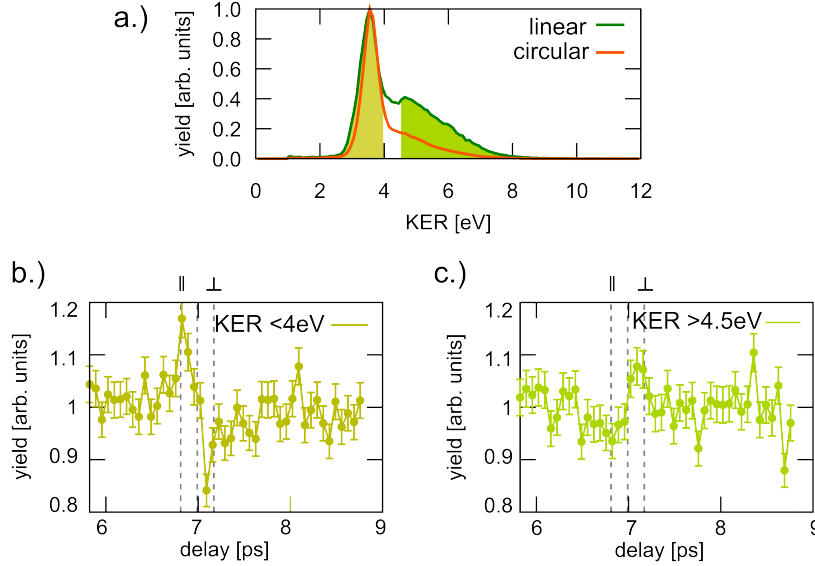 a.)
yield [arb. units]
1.0
0.8
0.6
0.4
0.2
0.0
linear
circular
0 2 4 6 8 10 12
KER [eV]
b.)
∥ ⊥
yield [arb. units]
1.2
1.1
1
0.9
0.8
KER <4eV
6 7 8 9
delay [ps]
c.)
∥ ⊥
yield [arb. units]
1.2
1.1
1
0.9
0.8
KER >4.5eV
6 7 8 9
delay [ps]